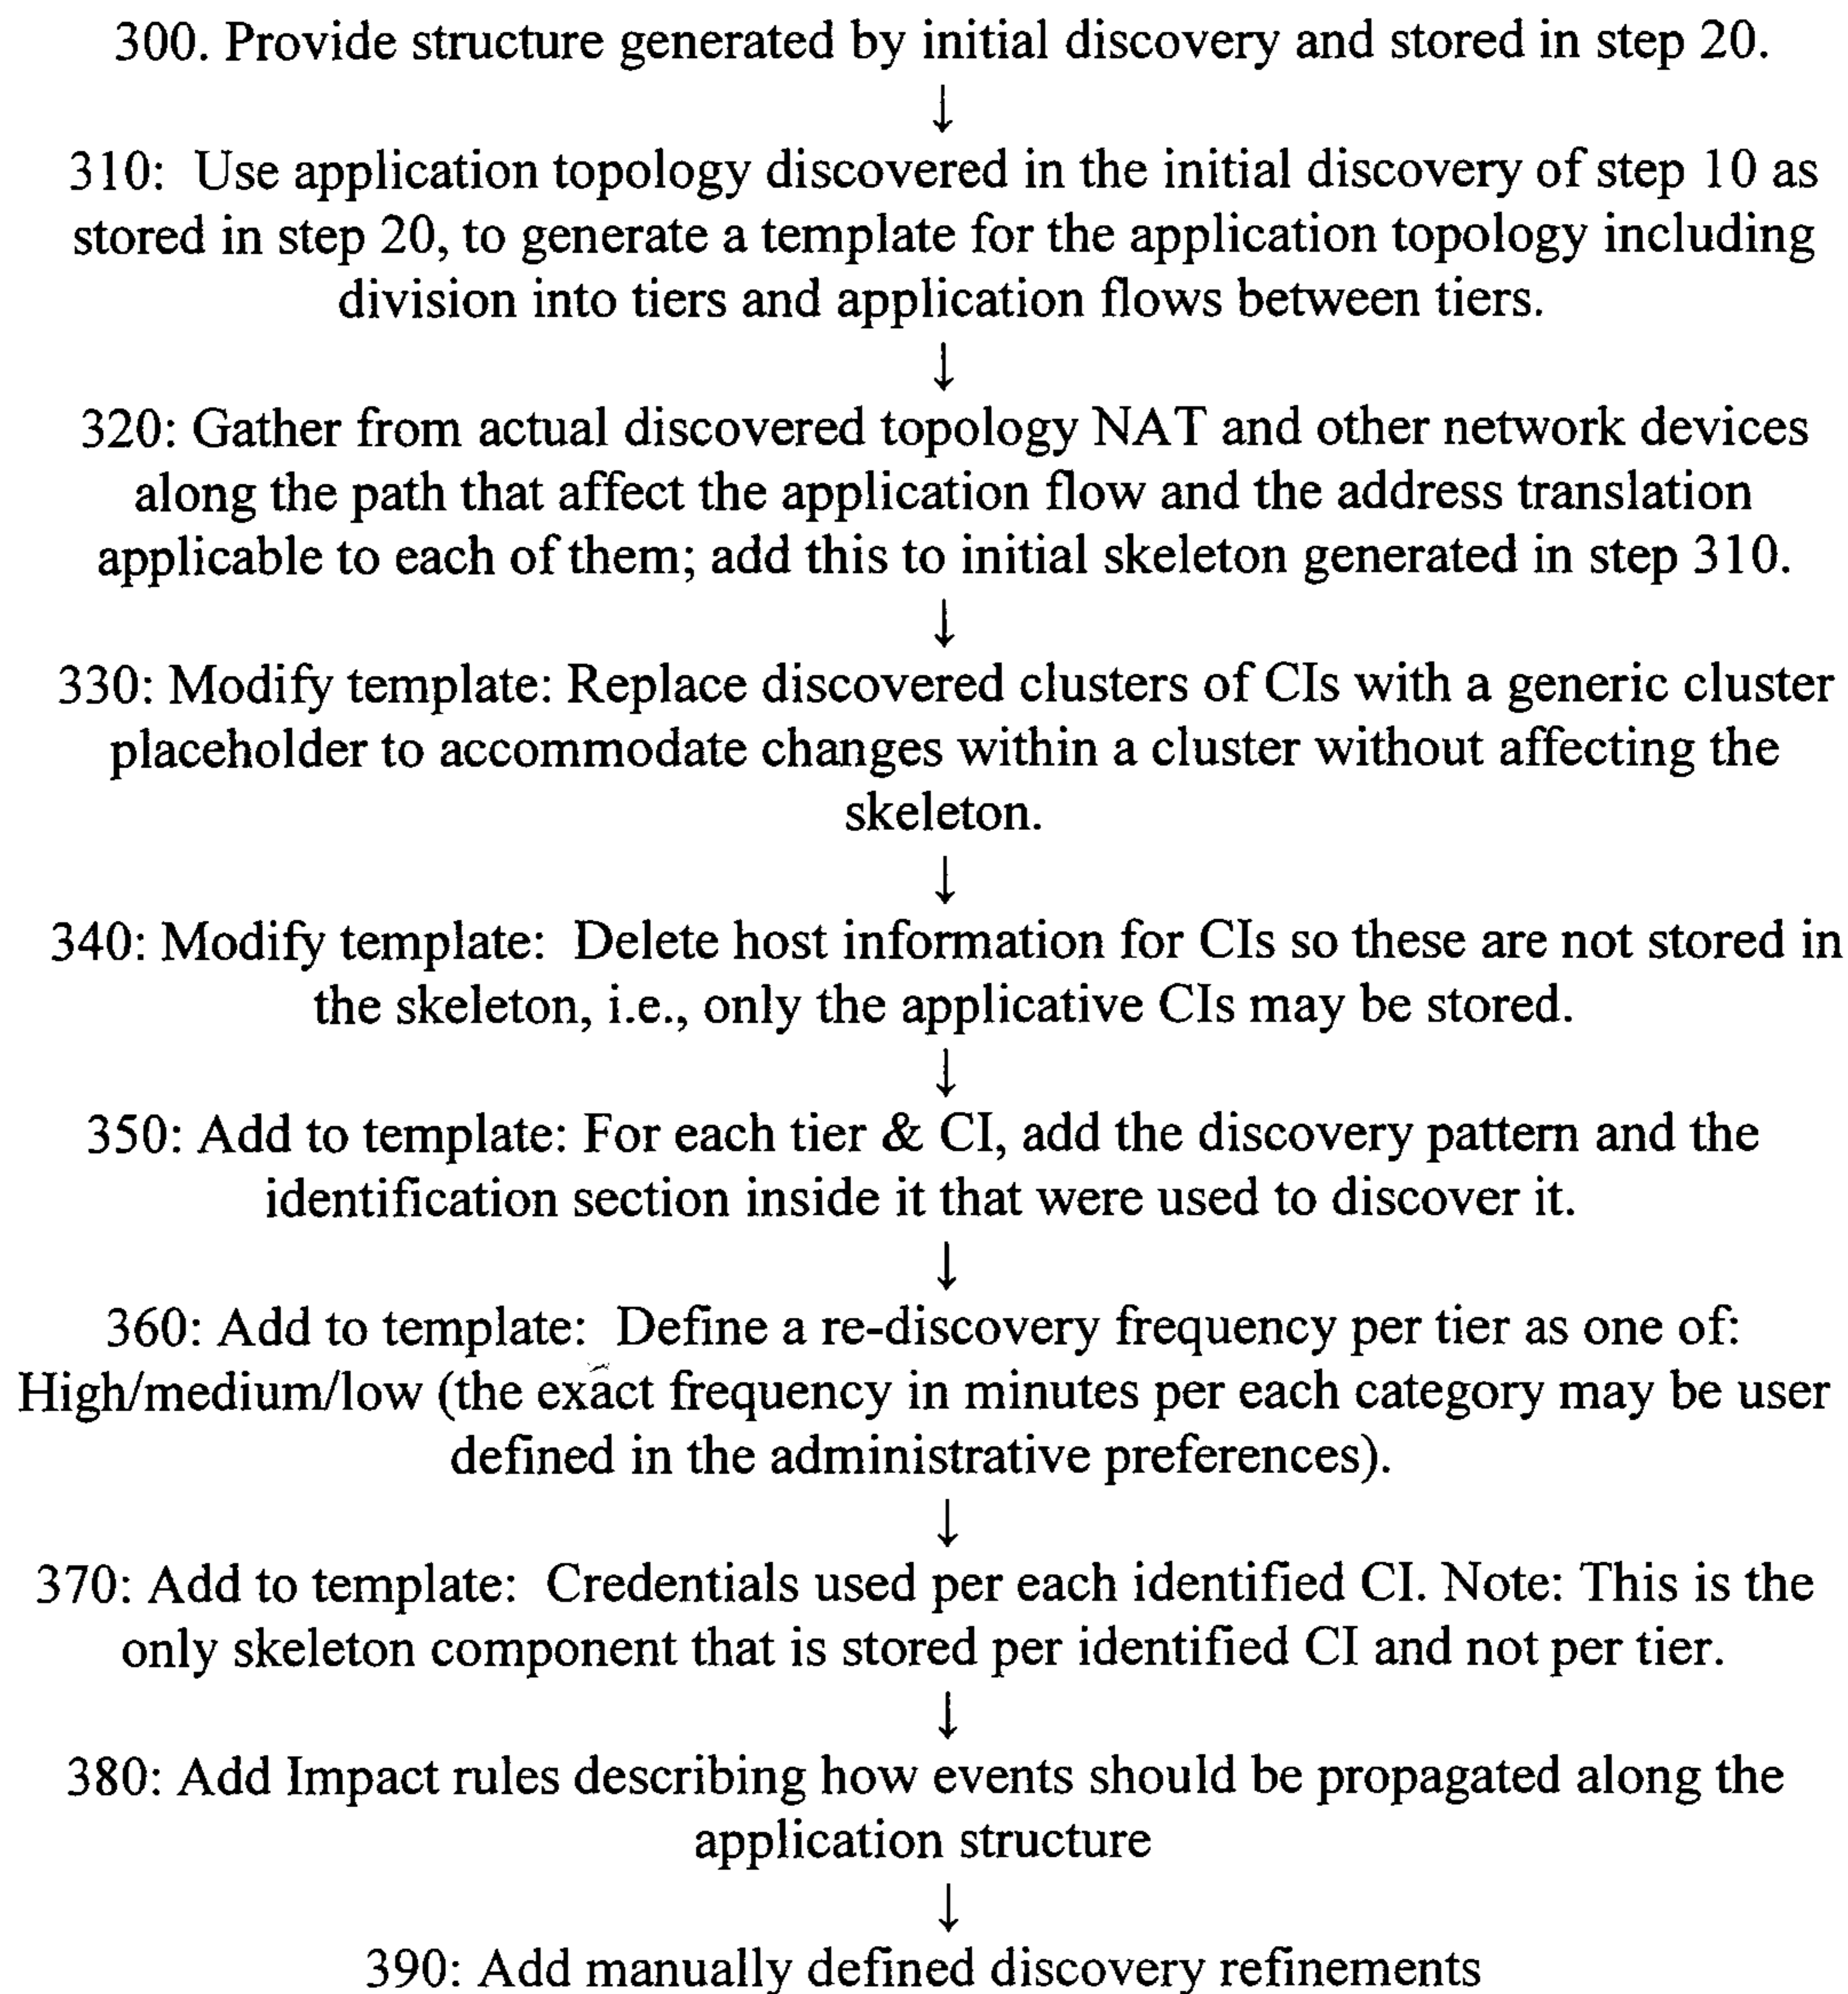 300. Provide structure generated by initial discovery and stored in step 20.
↓
310: Use application topology discovered in the initial discovery of step 10 as
stored in step 20, to generate a template for the application topology including
division into tiers and application flows between tiers.
↓
320: Gather from actual discovered topology NAT and other network devices
along the path that affect the application flow and the address translation
applicable to each of them; add this to initial skeleton generated in step 310.
↓
330: Modify template: Replace discovered clusters of CIs with a generic cluster
placeholder to accommodate changes within a cluster without affecting the
skeleton.
↓
340: Modify template: Delete host information for CIs so these are not stored in
the skeleton, i.e., only the applicative CIs may be stored.
↓
350: Add to template: For each tier & CI, add the discovery pattern and the
identification section inside it that were used to discover it.
↓
360: Add to template: Define a re-discovery frequency per tier as one of:
High/medium/low (the exact frequency in minutes per each category may be user
defined in the administrative preferences).
↓
370: Add to template: Credentials used per each identified CI. Note: This is the
only skeleton component that is stored per identified CI and not per tier.
↓
380: Add Impact rules describing how events should be propagated along the
application structure
↓
390: Add manually defined discovery refinements